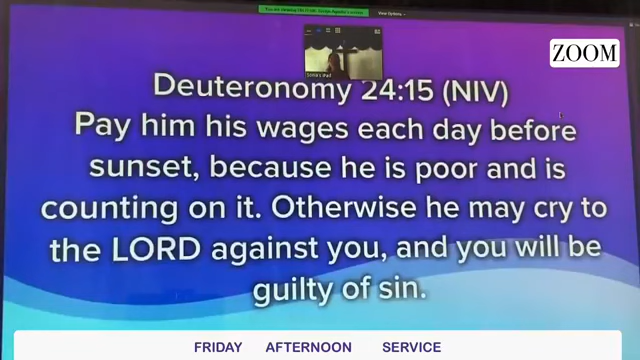 View Options
ZOOM
Deuteronomy 24:15 (NIV)
Pay him his wages each day before
sunset, because he is poor and is
counting on it. Otherwise he may cry to
the LORD against you, and you will be
guilty of sin.
FRIDAY AFTERNOON SERVICE